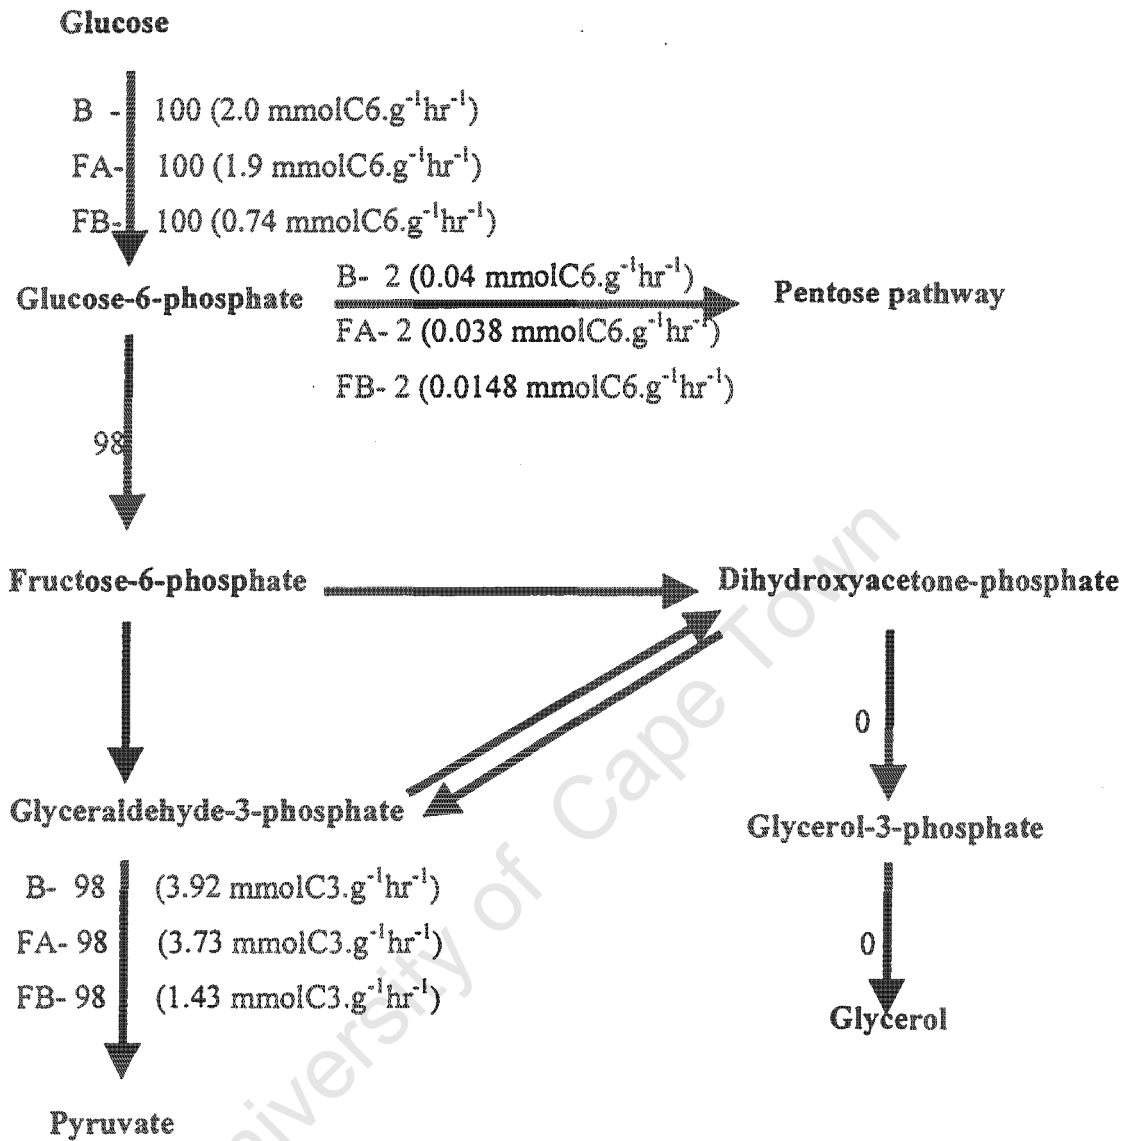 Glucose
B - 100 (2.0 mmolC6.g⁻¹hr⁻¹)
FA- 100 (1.9 mmolC6.g⁻¹hr⁻¹)
FB- 100 (0.74 mmolC6.g⁻¹hr⁻¹)
B- 2 (0.04 mmolC6.g⁻¹hr⁻¹)
Glucose-6-phosphate
Pentose pathway
FA- 2 (0.038 mmolC6.g⁻¹hr⁻¹)
FB- 2 (0.0148 mmolC6.g⁻¹hr⁻¹)
98
Fructose-6-phosphate
Dihydroxyacetone-phosphate
0
Glyceraldehyde-3-phosphate
Glycerol-3-phosphate
B- 98 (3.92 mmolC3.g⁻¹hr⁻¹)
FA- 98 (3.73 mmolC3.g⁻¹hr⁻¹)
FB- 98 (1.43 mmolC3.g⁻¹hr⁻¹)
0
Glycerol
Pyruvate
niversity of Cape Town